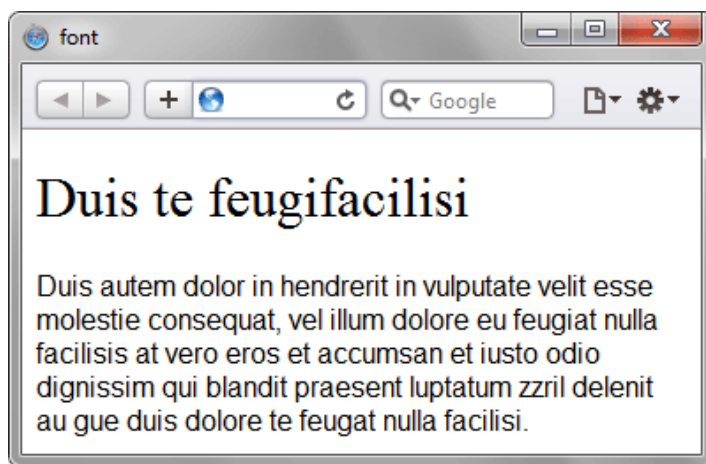 font
Google
Duis te feugifacilisi
Duis autem dolor in hendrerit in vulputate velit esse
molestie consequat, vel illum dolore eu feugiat nulla
facilisis at vero eros et accumsan et iusto odio
dignissim qui blandit praesent luptatum zzril delenit
au gue duis dolore te feugat nulla facilisi.